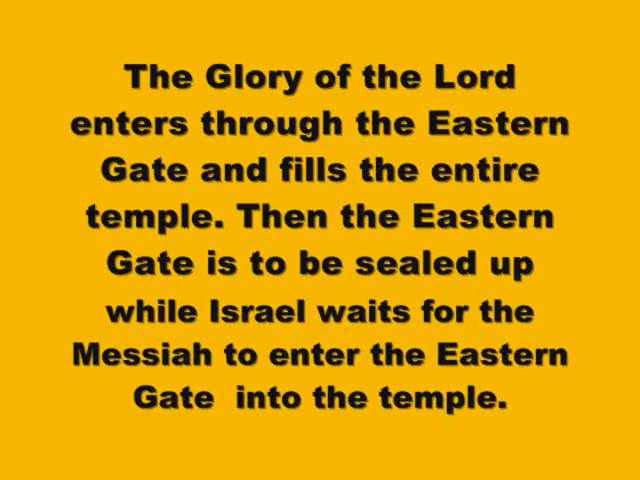 The Glory of the Lord
enters through the Eastern
Gate and fills the entire
temple. Then the Eastern
Gate is to be sealed up
while Israel waits for the
Messiah to enter the Eastern
Gate  into the temple.